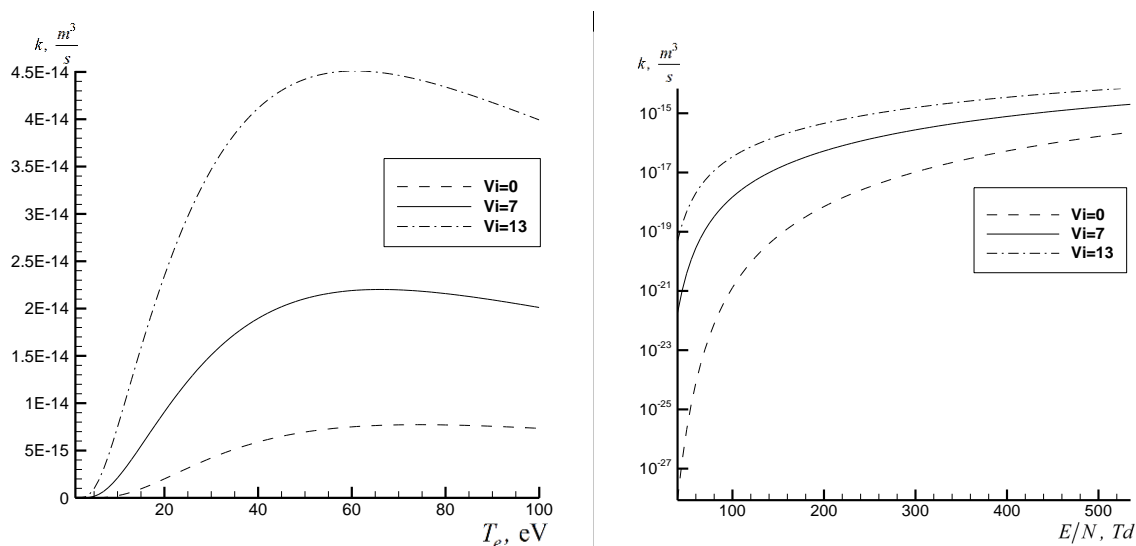 k, m³/s
4.5E-14
4E-14
3.5E-14
3E-14
2.5E-14
2E-14
1.5E-14
1E-14
5E-15
0
20 40 60 80 100
Tₑ, eV
Vi=0
Vi=7
Vi=13
k, m³/s
10⁻¹⁵
10⁻¹⁷
10⁻¹⁹
10⁻²¹
10⁻²³
10⁻²⁵
10⁻²⁷
100 200 300 400 500
E/N, Td
Vi=0
Vi=7
Vi=13